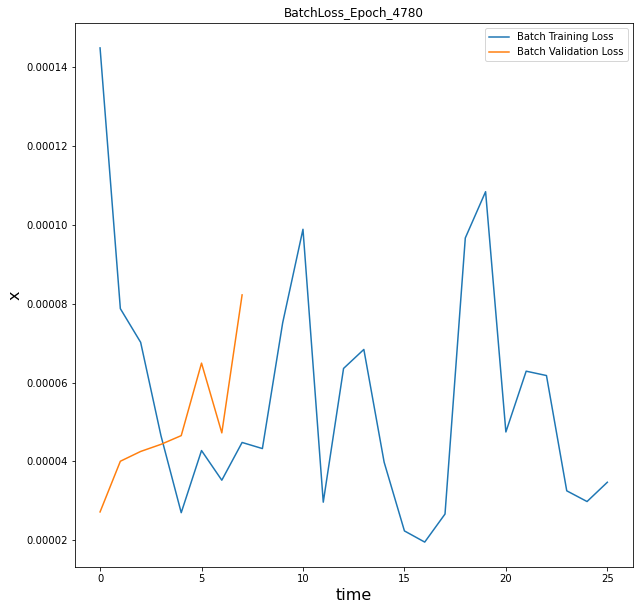 BatchLoss_Epoch_4780
Batch Training Loss
Batch Validation Loss
0.00014
0.00012
0.00010
0.00008
0.00006
0.00004
0.00002
x
0 5 10 15 20 25
time